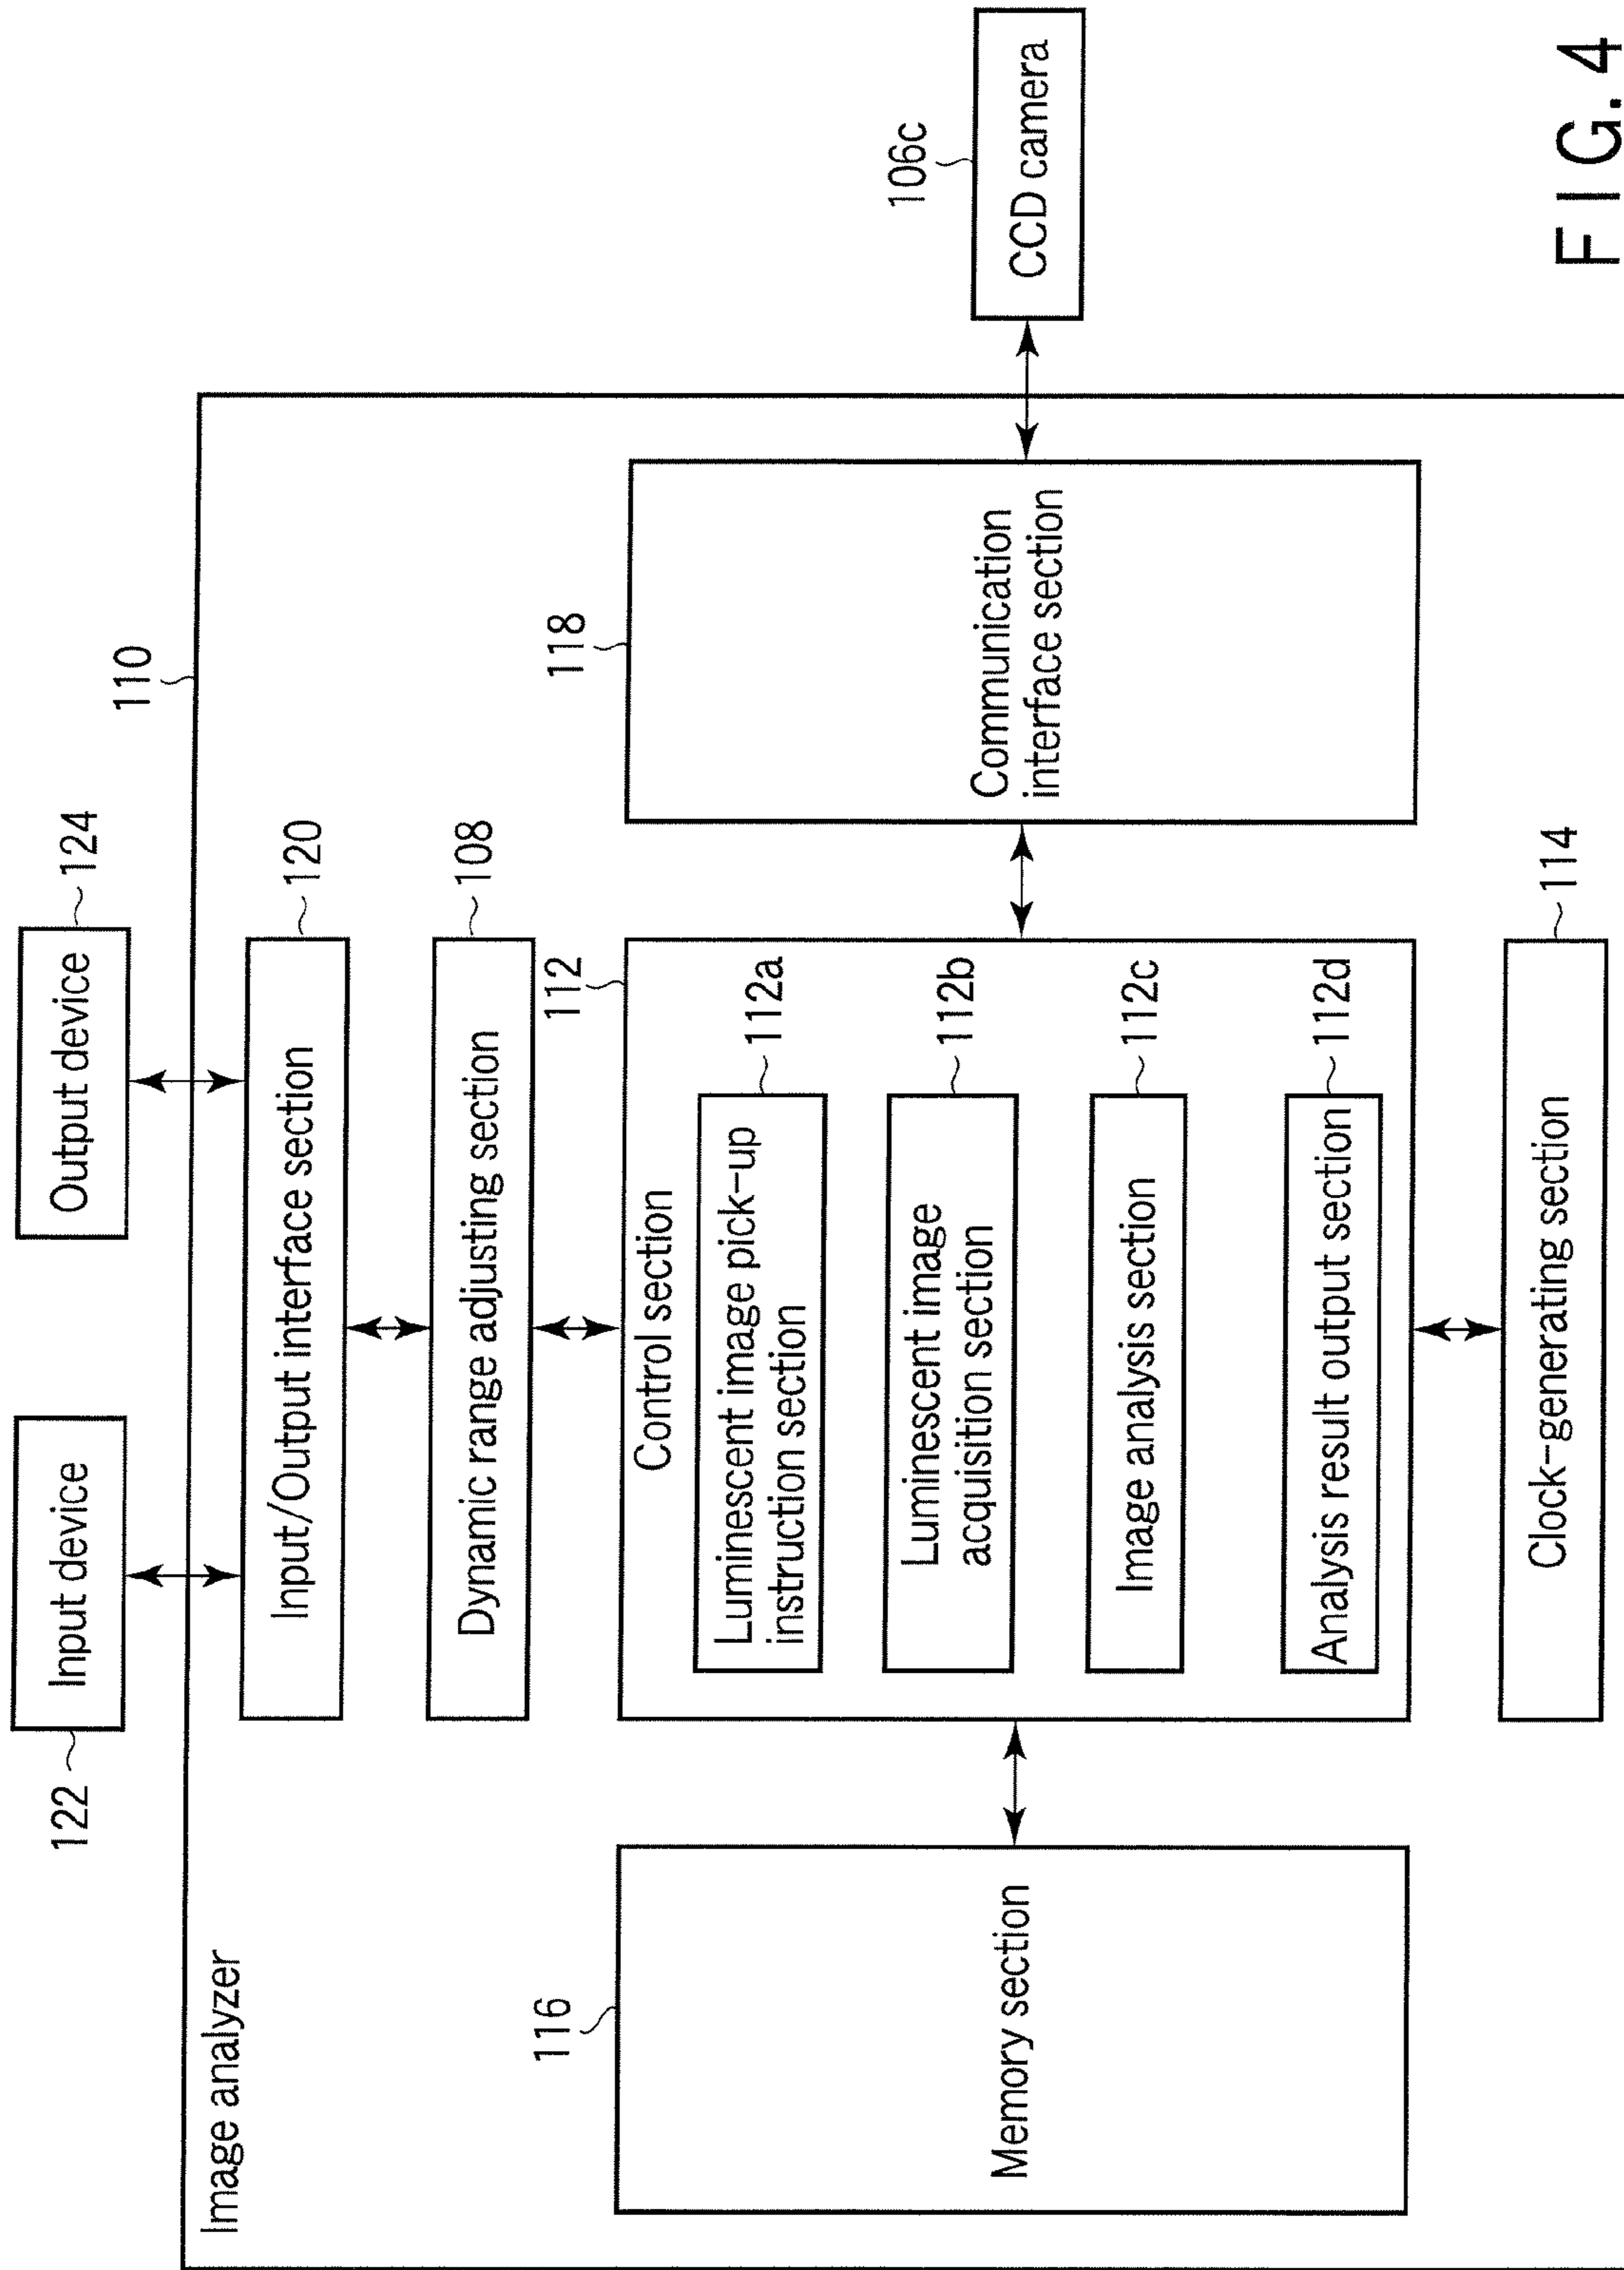 122
Input device
Output device
124
110
Image analyzer
Input/Output interface section
120
Dynamic range adjusting section
108
112
Control section
Luminescent image pick-up
instruction section
112a
Luminescent image
acquisition section
112b
Image analysis section
112c
Analysis result output section
112d
116
Memory section
118
Communication
interface section
106c
CCD camera
Clock-generating section
114
FIG. 4